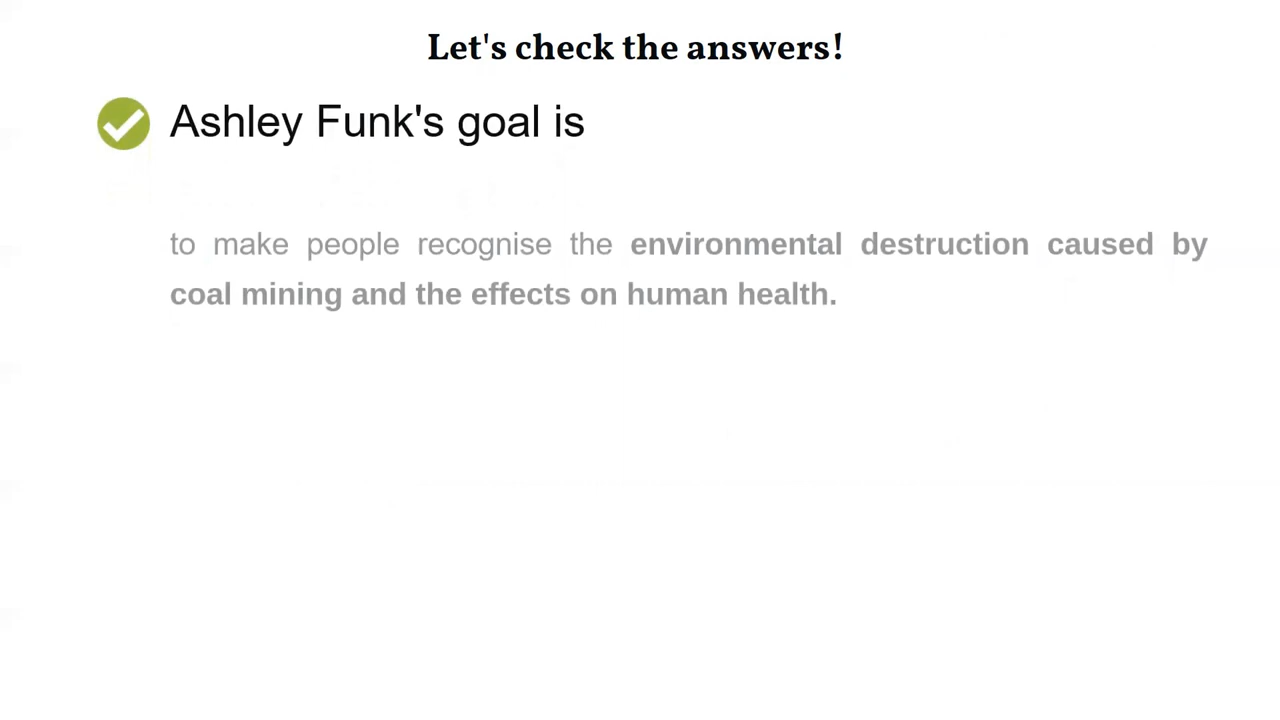 Let's check the answers!
Ashley Funk's goal is
to make people recognise the environmental destruction caused by
coal mining and the effects on human health.